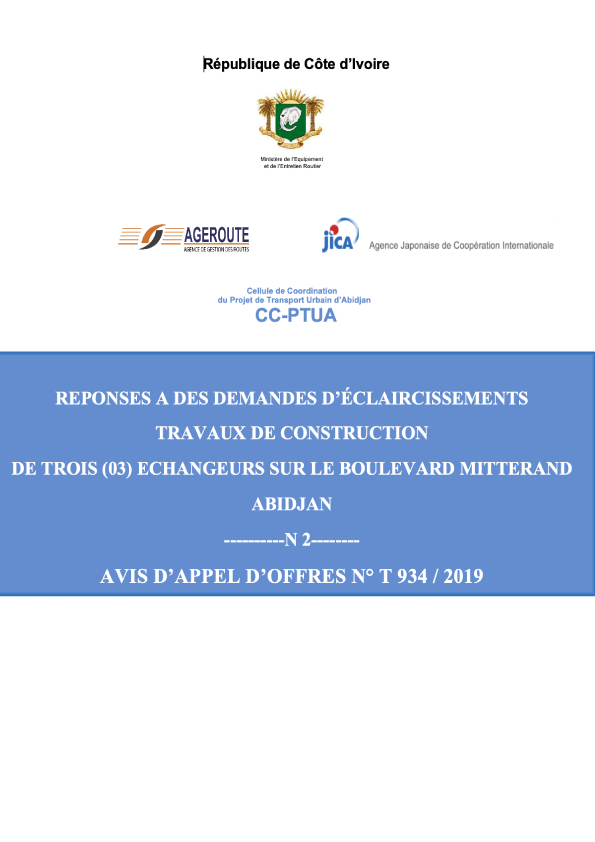 République de Côte d'Ivoire
Ministère de l'Equipement
et de l'Entretien Routier
AGEROUTE
AGENCE DE GESTION DES ROUTES
jICA Agence Japonaise de Coopération Internationale
Cellule de Coordination
du Projet de Transport Urbain d'Abidjan
CC-PTUA
REPONSES A DES DEMANDES D'ÉCLAIRCISSEMENTS
TRAVAUX DE CONSTRUCTION
DE TROIS (03) ECHANGEURS SUR LE BOULEVARD MITTERAND
ABIDJAN
----------N 2--------
AVIS D'APPEL D'OFFRES N° T 934 / 2019